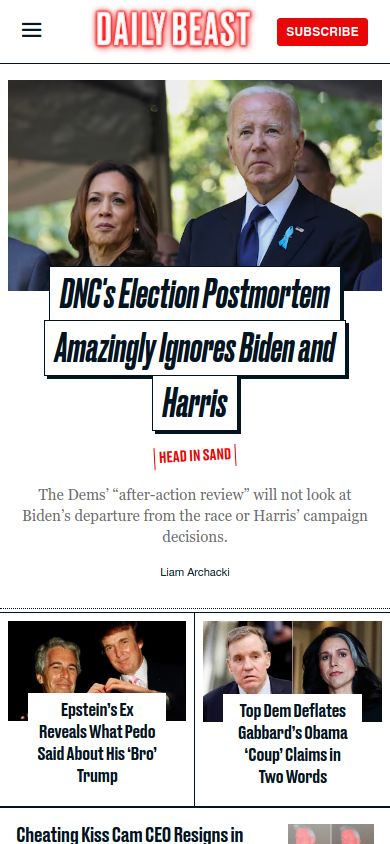 DAILY BEAST
SUBSCRIBE
DNC's Election Postmortem
Amazingly Ignores Biden and
Harris
HEAD IN SAND
The Dems’ “after-action review” will not look at
Biden’s departure from the race or Harris’ campaign
decisions.
Liam Archacki
Epstein’s Ex
Reveals What Pedo
Said About His ‘Bro’
Trump
Top Dem Deflates
Gabbard’s Obama
‘Coup’ Claims in
Two Words
Cheating Kiss Cam CEO Resigns in